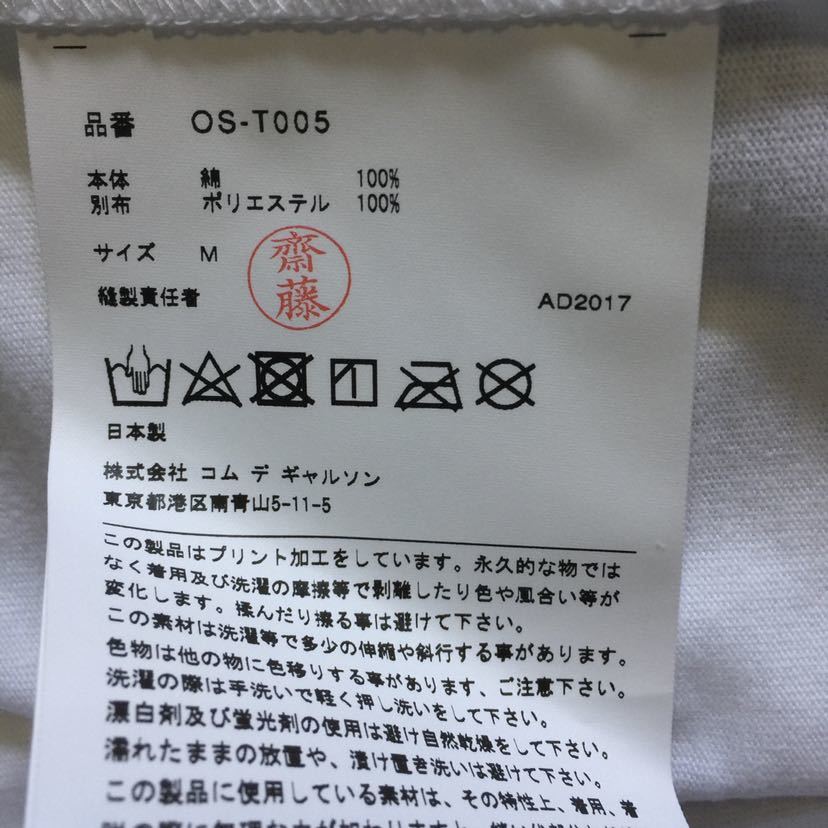 品番 OS-T005
本体 綿 100%
別布 ポリエステル 100%
サイズ M
齋藤
縫製責任者 AD2017
日本製
株式会社 コム デ ギャルソン
東京都港区南青山5-11-5
この製品はプリント加工をしています。永久的な物では
なく着用及び洗濯の摩擦等で剥離したり色や風合い等が
変化します。揉んだり擦る事は避けて下さい。
この素材は洗濯等で多少の伸縮や斜行する事があります。
色物は他の物に色移りする事があります、ご注意下さい。
洗濯の際は手洗いで軽く押し洗いをして下さい。
漂白剤及び蛍光剤の使用は避け自然乾燥をして下さい。
濡れたままの放置や、漬け置き洗いは避けて下さい。
この製品に使用している素材は、その特性上、着用、着